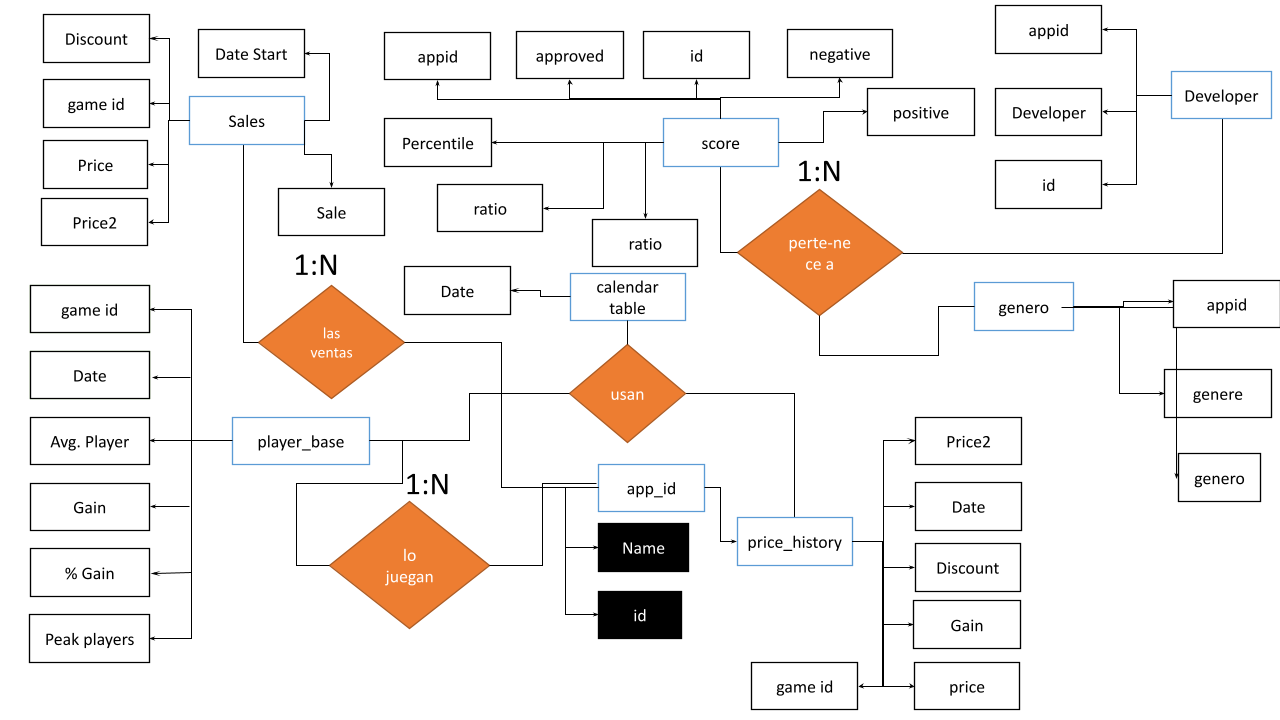 Discount
Date Start
game id
Sales
Price
Price2
Sale
appid
approved
id
negative
positive
Percentile
score
ratio
ratio
appid
Developer
Developer
id
1:N
perte-ne
ce a
1:N
las
ventas
Date
calendar
table
genero
appid
genere
genero
usan
game id
Date
Avg. Player
player_base
Gain
% Gain
Peak players
1:N
lo
juegan
app_id
Name
id
price_history
Price2
Date
Discount
Gain
game id
price